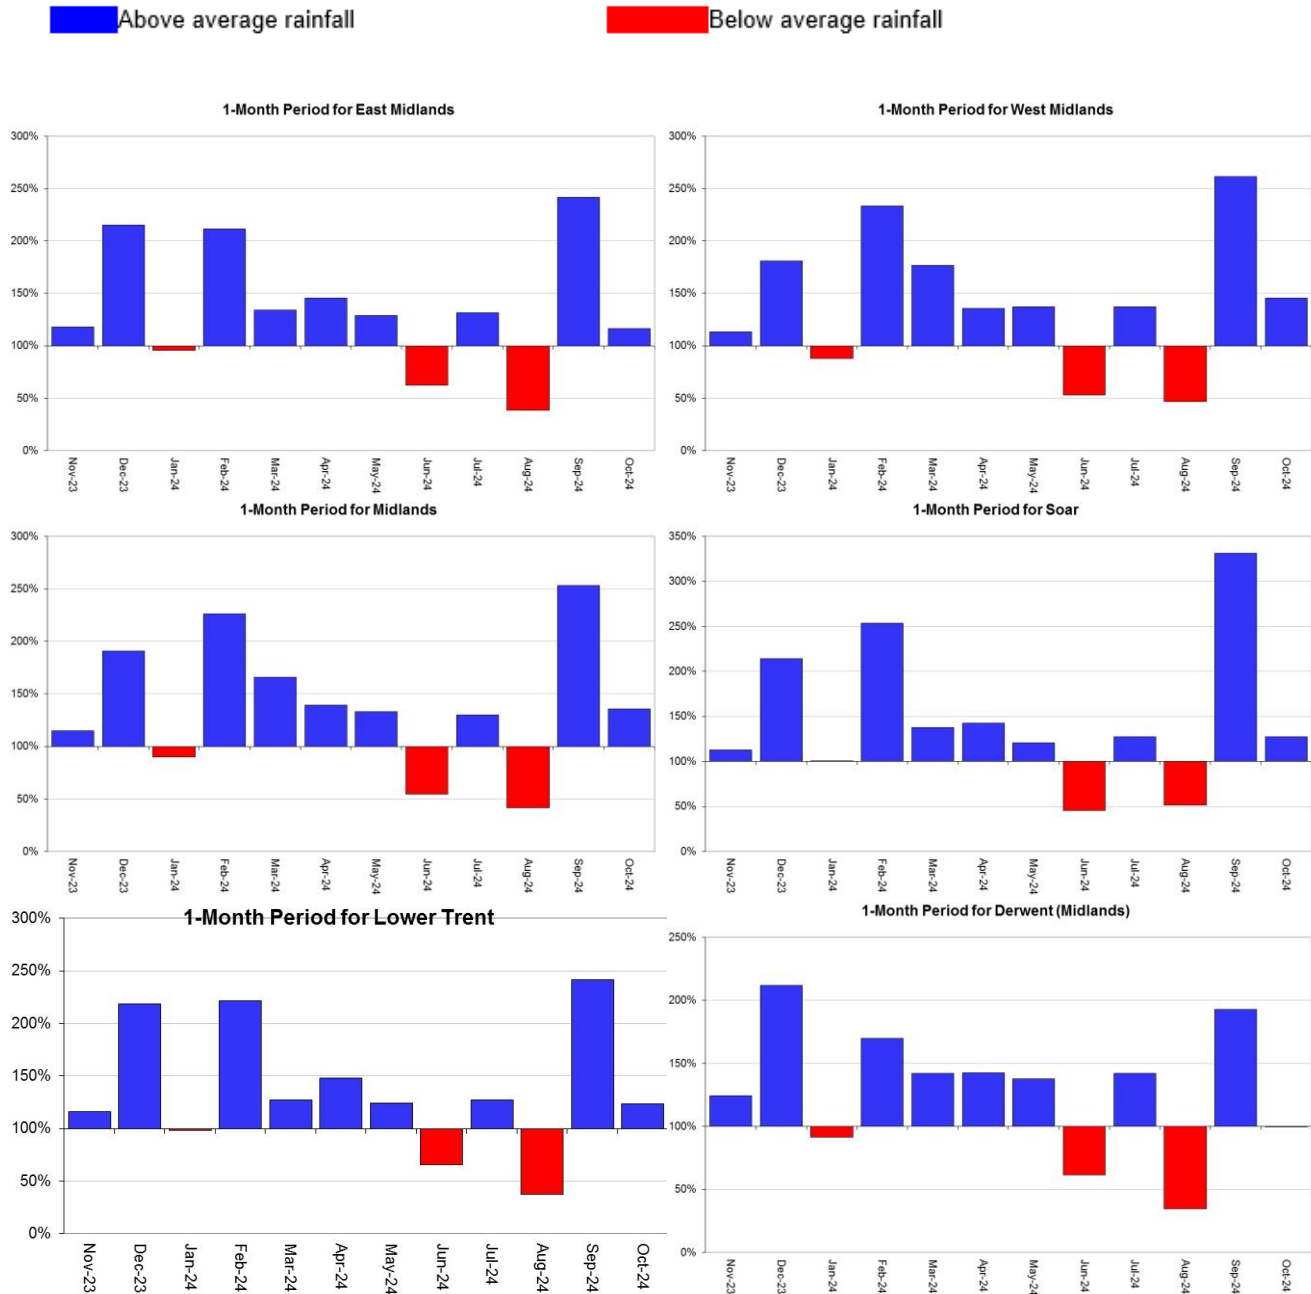 Above average rainfall
Below average rainfall
1-Month Period for East Midlands
300%
250%
200%
150%
100%
50%
0%
Nov-23
Dec-23
Jan-24
Feb-24
Mar-24
Apr-24
May-24
Jun-24
Jul-24
Aug-24
Sep-24
Oct-24
1-Month Period for West Midlands
300%
250%
200%
150%
100%
50%
0%
Nov-23
Dec-23
Jan-24
Feb-24
Mar-24
Apr-24
May-24
Jun-24
Jul-24
Aug-24
Sep-24
Oct-24
1-Month Period for Midlands
300%
250%
200%
150%
100%
50%
0%
Nov-23
Dec-23
Jan-24
Feb-24
Mar-24
Apr-24
May-24
Jun-24
Jul-24
Aug-24
Sep-24
Oct-24
1-Month Period for Soar
350%
300%
250%
200%
150%
100%
50%
0%
Nov-23
Dec-23
Jan-24
Feb-24
Mar-24
Apr-24
May-24
Jun-24
Jul-24
Aug-24
Sep-24
Oct-24
1-Month Period for Lower Trent
300%
250%
200%
150%
100%
50%
0%
Nov-23
Dec-23
Jan-24
Feb-24
Mar-24
Apr-24
May-24
Jun-24
Jul-24
Aug-24
Sep-24
Oct-24
1-Month Period for Derwent (Midlands)
250%
200%
150%
100%
50%
0%
Nov-23
Dec-23
Jan-24
Feb-24
Mar-24
Apr-24
May-24
Jun-24
Jul-24
Aug-24
Sep-24
Oct-24